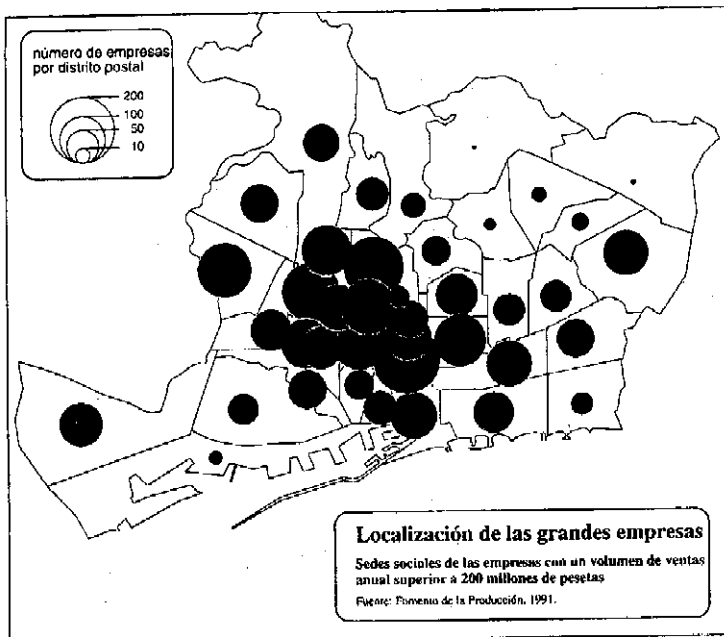 número de empresas
por distrito postal
200
100
50
10
Localización de las grandes empresas
Sedes sociales de las empresas con un volumen de ventas
anual superior a 200 millones de pesetas
Fuente: Fomento de la Producción, 1991.